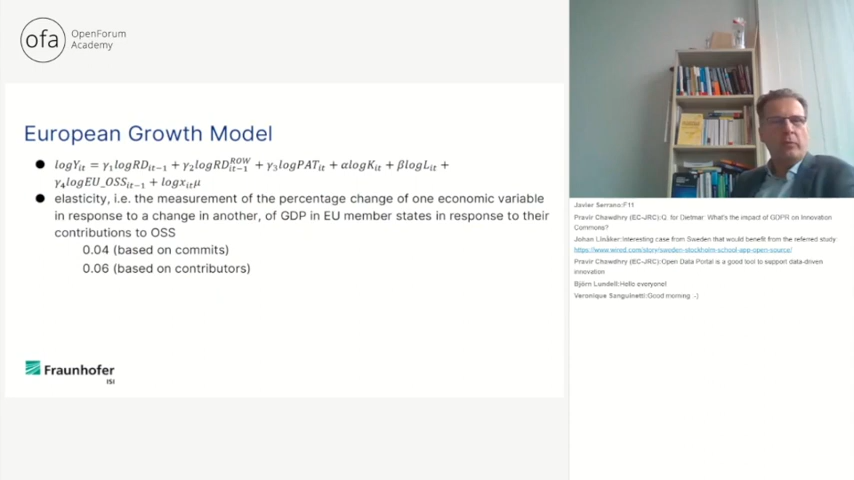 ofa
OpenForum
Academy
European Growth Model
● logY_it = γ_1 logRD_it−1 + γ_2 logRD^ROW_it−1 + γ_3 logPAT_it + αlogK_it + βlogL_it +
γ_4 logEU_OSS_it−1 + logx_it μ
● elasticity, i.e. the measurement of the percentage change of one economic variable
in response to a change in another, of GDP in EU member states in response to their
contributions to OSS
0.04 (based on commits)
0.06 (based on contributors)
Fraunhofer
ISI
Javier Serrano:F11
Pravir Chawdhry (EC-JRC):Q for Dietmar: What's the impact of GDPR on Innovation
Commons?
Johan Linåker:Interesting case from Sweden that would benefit from the referred study:
https://www.wired.com/story/sweden-stockholm-school-app-open-source/
Pravir Chawdhry (EC-JRC):Open Data Portal is a good tool to support data-driven
innovation
Björn Lundell:Hello everyone!
Veronique Sanguinetti:Good morning :-)